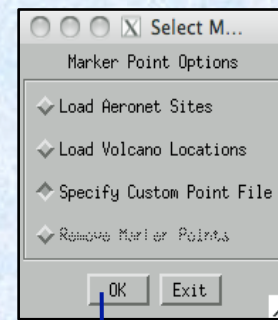 Select M...
Marker Point Options
Load Aeronet Sites
Load Volcano Locations
Specify Custom Point File
Remove Marker Points
OK Exit